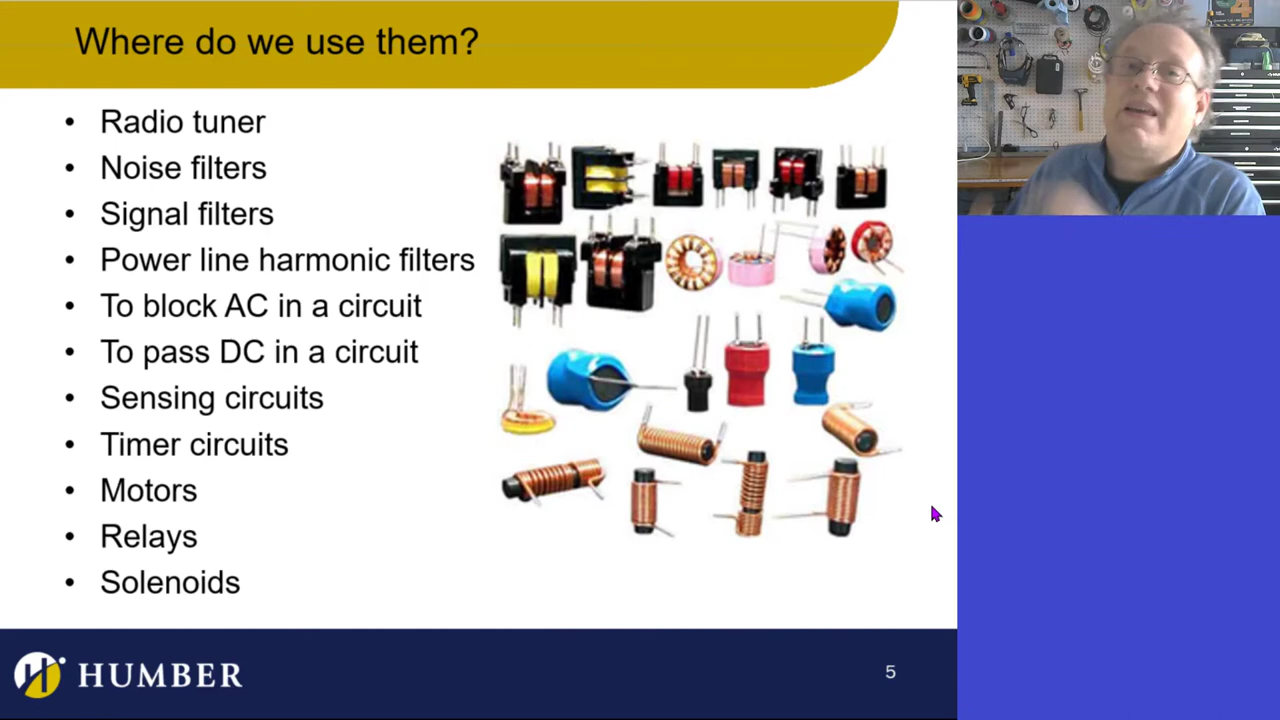 Where do we use them?
• Radio tuner
• Noise filters
• Signal filters
• Power line harmonic filters
• To block AC in a circuit
• To pass DC in a circuit
• Sensing circuits
• Timer circuits
• Motors
• Relays
• Solenoids
HUMBER
5